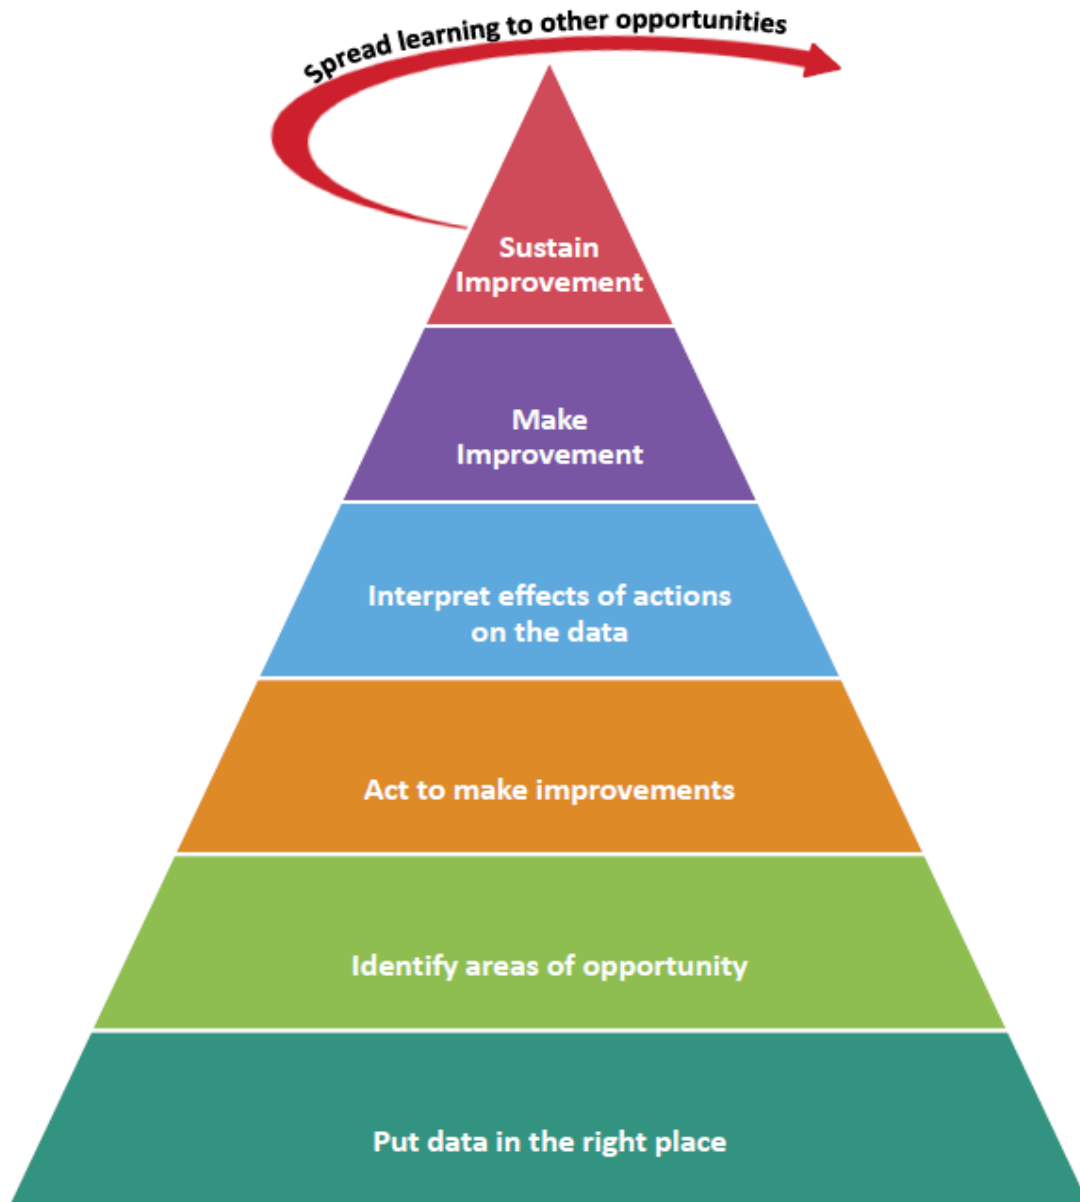 Spread learning to other opportunities
Sustain
Improvement
Make
Improvement
Interpret effects of actions
on the data
Act to make improvements
Identify areas of opportunity
Put data in the right place